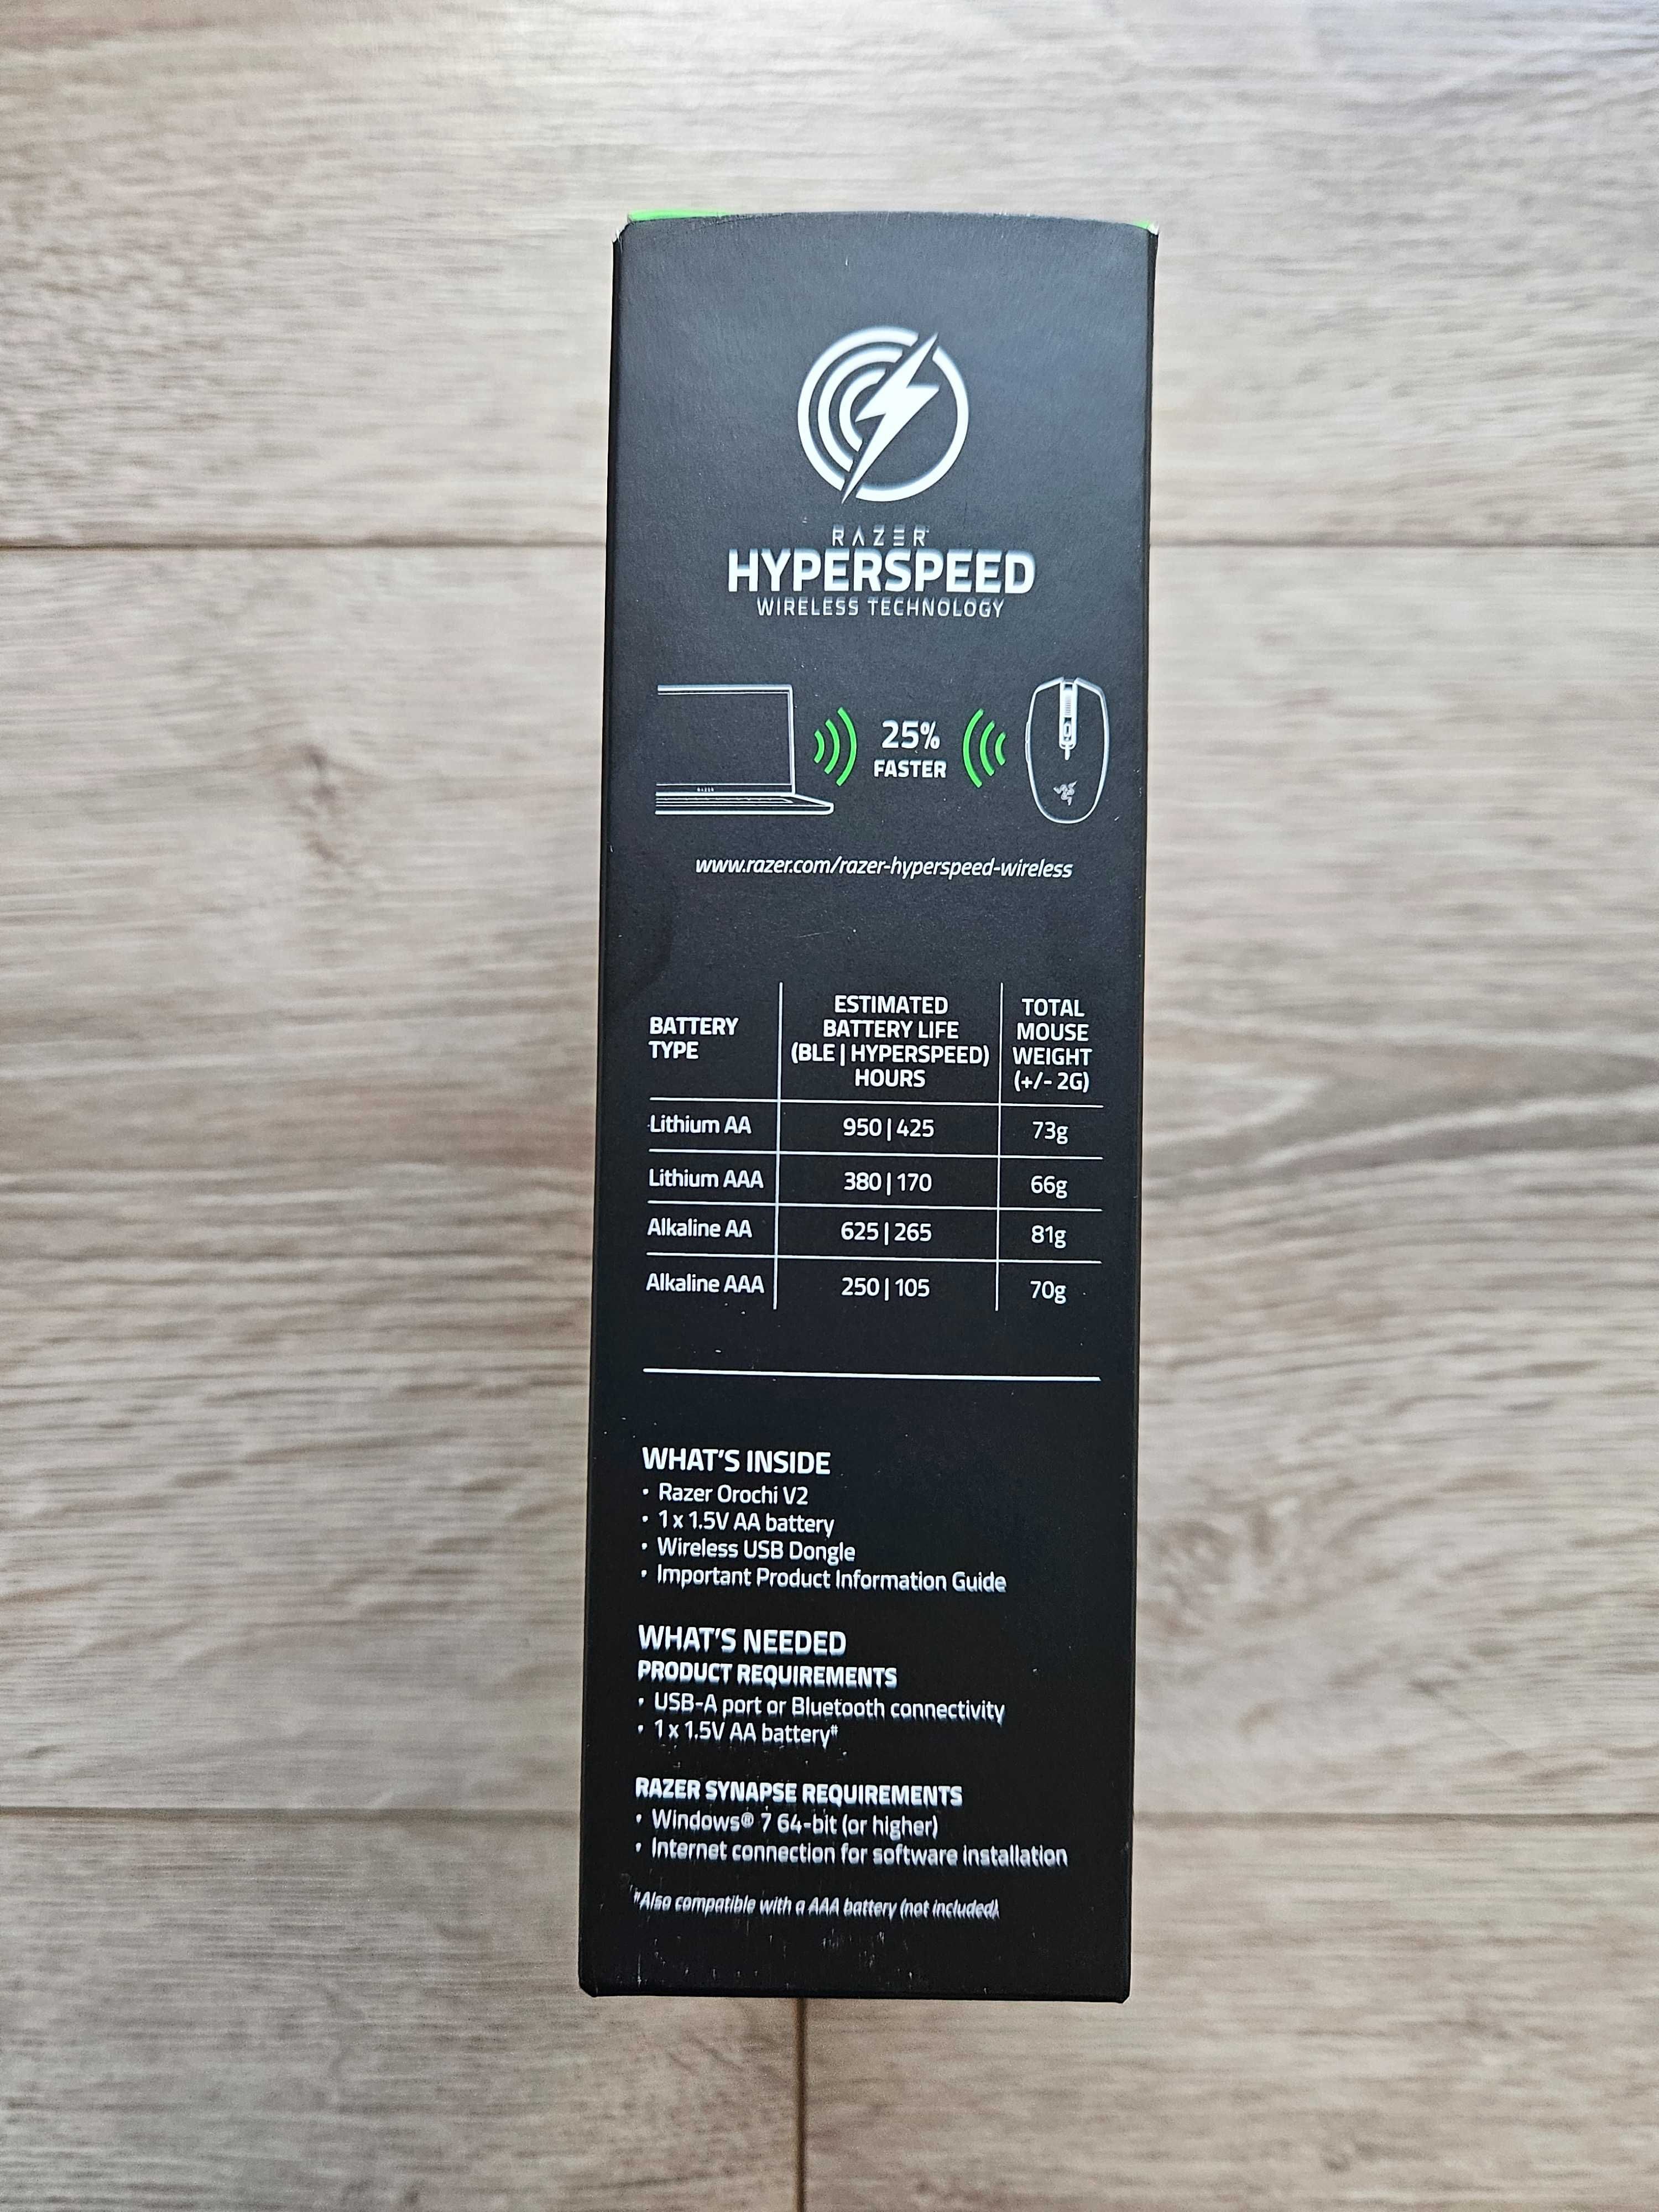 RAZER
HYPERSPEED
WIRELESS TECHNOLOGY
25%
FASTER
RAZER
www.razer.com/razer-hyperspeed-wireless
BATTERY TYPE | ESTIMATED BATTERY LIFE (BLE | HYPERSPEED) HOURS | TOTAL MOUSE WEIGHT (+/- 2G)
Lithium AA 950 | 425 73g
Lithium AAA 380 | 170 66g
Alkaline AA 625 | 265 81g
Alkaline AAA 250 | 105 70g
WHAT'S INSIDE
• Razer Orochi V2
• 1 x 1.5V AA battery
• Wireless USB Dongle
• Important Product Information Guide
WHAT'S NEEDED
PRODUCT REQUIREMENTS
• USB-A port or Bluetooth connectivity
• 1 x 1.5V AA battery#
RAZER SYNAPSE REQUIREMENTS
• Windows® 7 64-bit (or higher)
• Internet connection for software installation
#Also compatible with a AAA battery (not included)